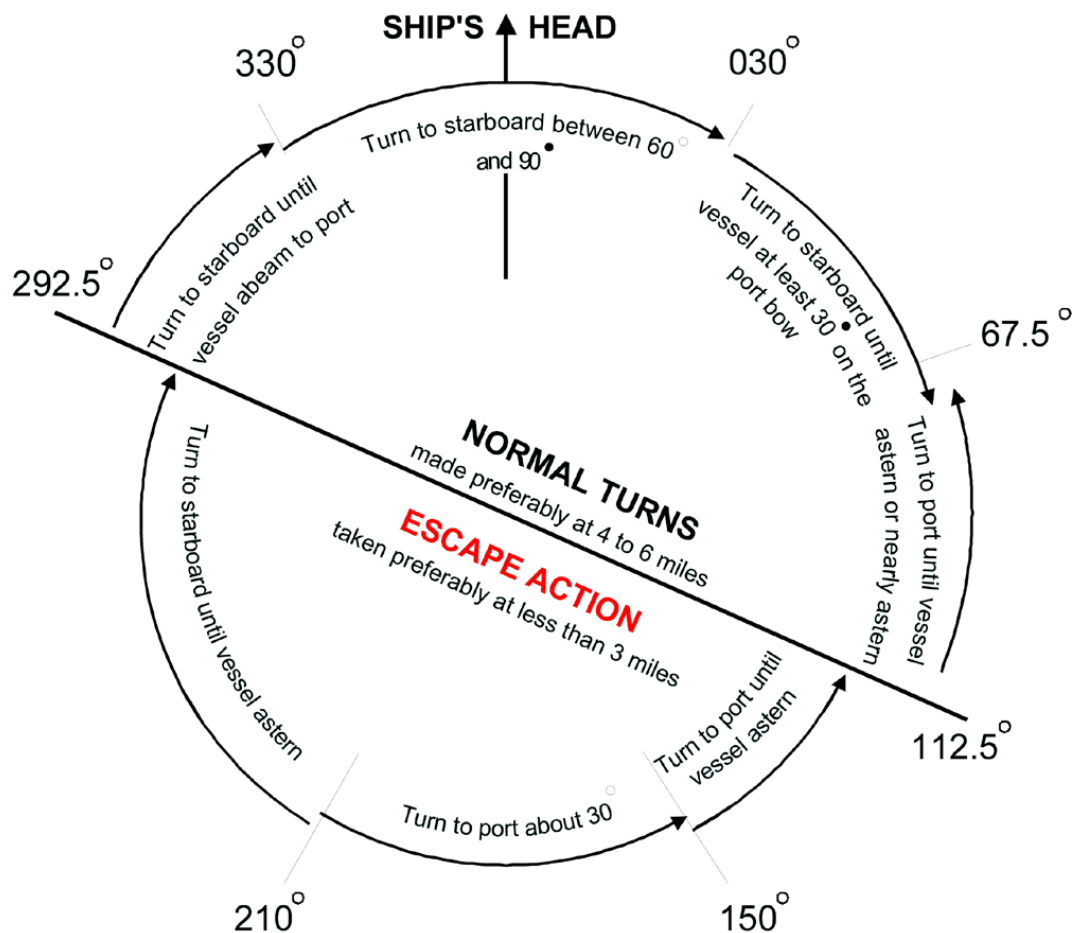 SHIP'S HEAD
330°
030°
Turn to starboard between 60°
and 90°
Turn to starboard until
vessel abeam to port
Turn to starboard until
vessel at least 30° on the
port bow
292.5°
67.5°
Turn to port until vessel
astern or nearly astern
NORMAL TURNS
made preferably at 4 to 6 miles
ESCAPE ACTION
taken preferably at less than 3 miles
Turn to starboard until vessel astern
Turn to port until
vessel astern
112.5°
Turn to port about 30°
210°
150°